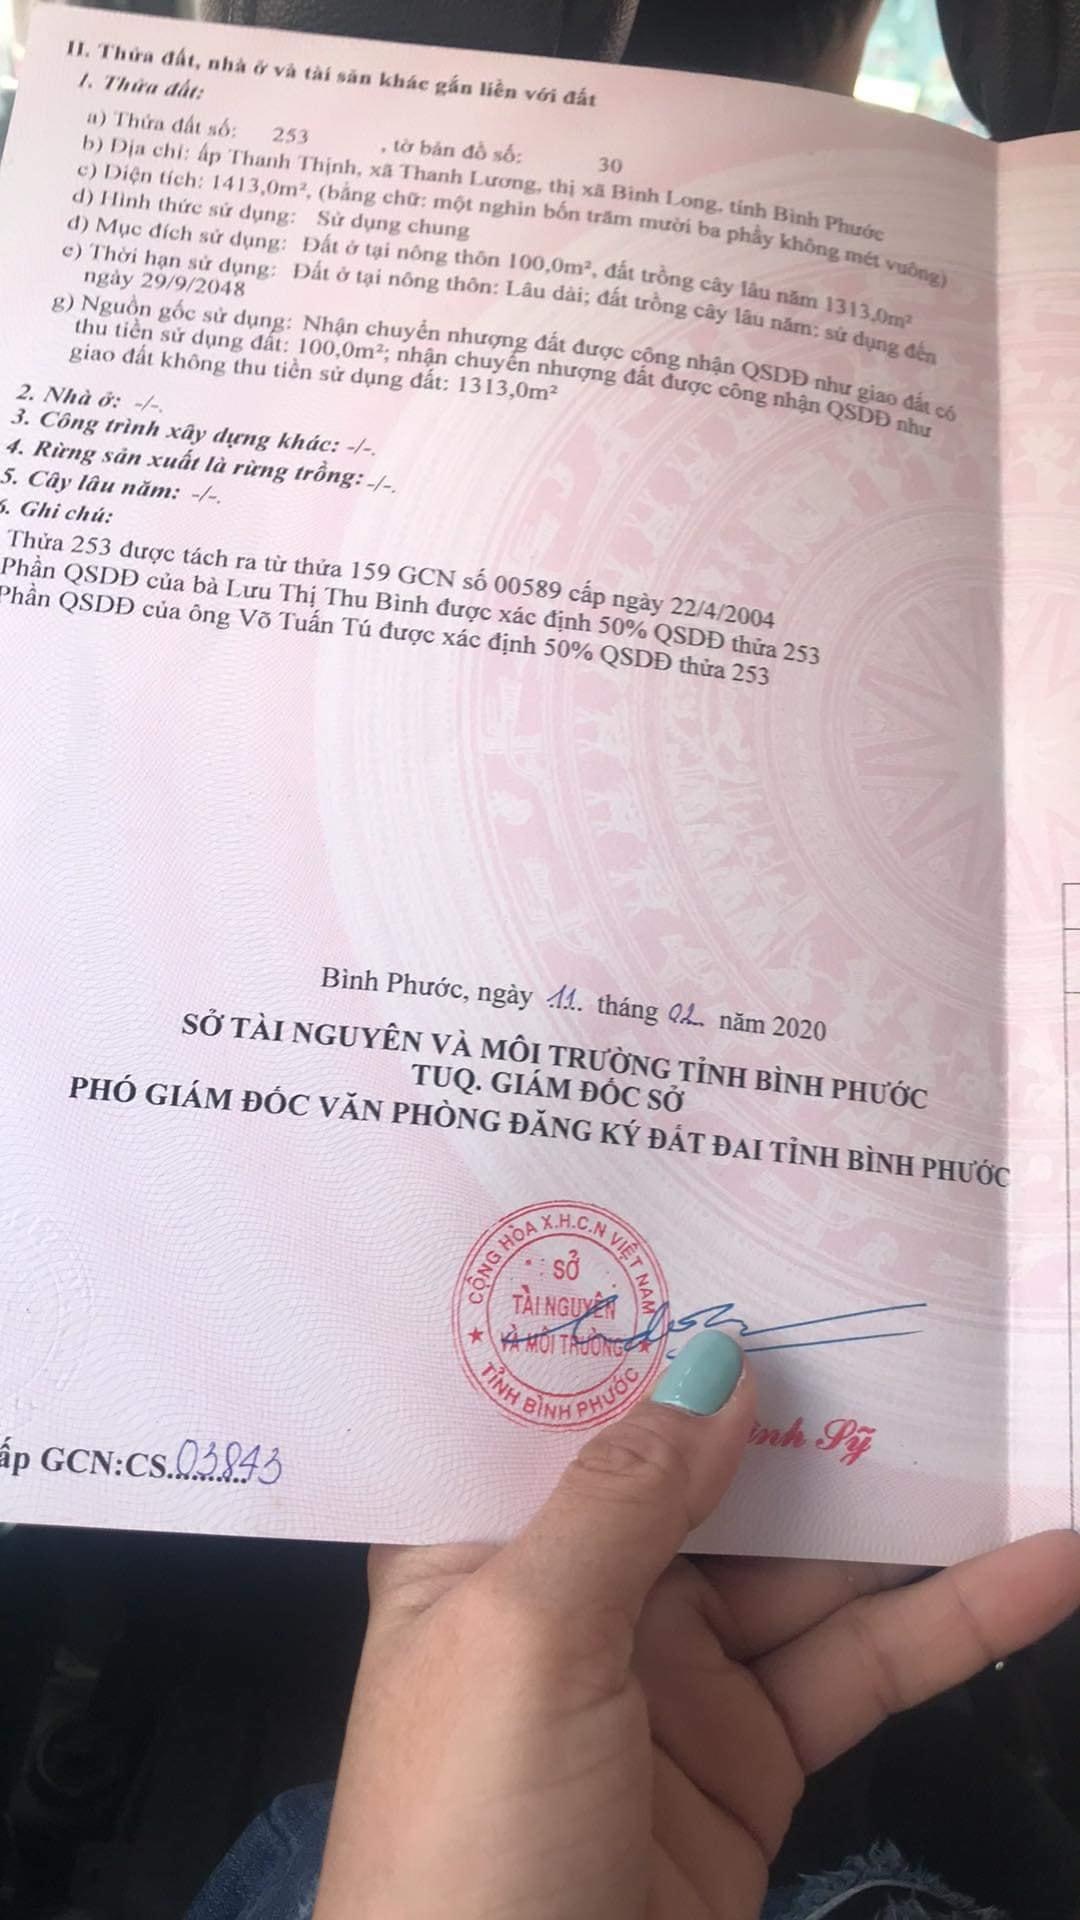 II. Thửa đất, nhà ở và tài sản khác gắn liền với đất
1. Thửa đất:
a) Thửa đất số: 253 , tờ bản đồ số: 30
b) Địa chỉ: ấp Thanh Thịnh, xã Thanh Lương, thị xã Bình Long, tỉnh Bình Phước
c) Diện tích: 1413,0m², (bằng chữ: một nghìn bốn trăm mười ba phẩy không mét vuông)
d) Hình thức sử dụng: Sử dụng chung
đ) Mục đích sử dụng: Đất ở tại nông thôn 100,0m², đất trồng cây lâu năm 1313,0m²
e) Thời hạn sử dụng: Đất ở tại nông thôn: Lâu dài; đất trồng cây lâu năm: sử dụng đến
ngày 29/9/2048
g) Nguồn gốc sử dụng: Nhận chuyển nhượng đất được công nhận QSDĐ như giao đất có
thu tiền sử dụng đất: 100,0m²; nhận chuyển nhượng đất được công nhận QSDĐ như
giao đất không thu tiền sử dụng đất: 1313,0m²
2. Nhà ở: -/-.
3. Công trình xây dựng khác: -/-.
4. Rừng sản xuất là rừng trồng: -/-.
5. Cây lâu năm: -/-.
6. Ghi chú:
Thửa 253 được tách ra từ thửa 159 GCN số 00589 cấp ngày 22/4/2004
Phần QSDĐ của bà Lưu Thị Thu Bình được xác định 50% QSDĐ thửa 253
Phần QSDĐ của ông Võ Tuấn Tú được xác định 50% QSDĐ thửa 253
Bình Phước, ngày 11. tháng 02. năm 2020
SỞ TÀI NGUYÊN VÀ MÔI TRƯỜNG TỈNH BÌNH PHƯỚC
TUQ. GIÁM ĐỐC SỞ
PHÓ GIÁM ĐỐC VĂN PHÒNG ĐĂNG KÝ ĐẤT ĐAI TỈNH BÌNH PHƯỚC
CỘNG HÒA X.H.C.N VIỆT NAM
SỞ
TÀI NGUYÊN
VÀ MÔI TRƯỜNG
TỈNH BÌNH PHƯỚC
Sỹ
ấp GCN:CS.03843